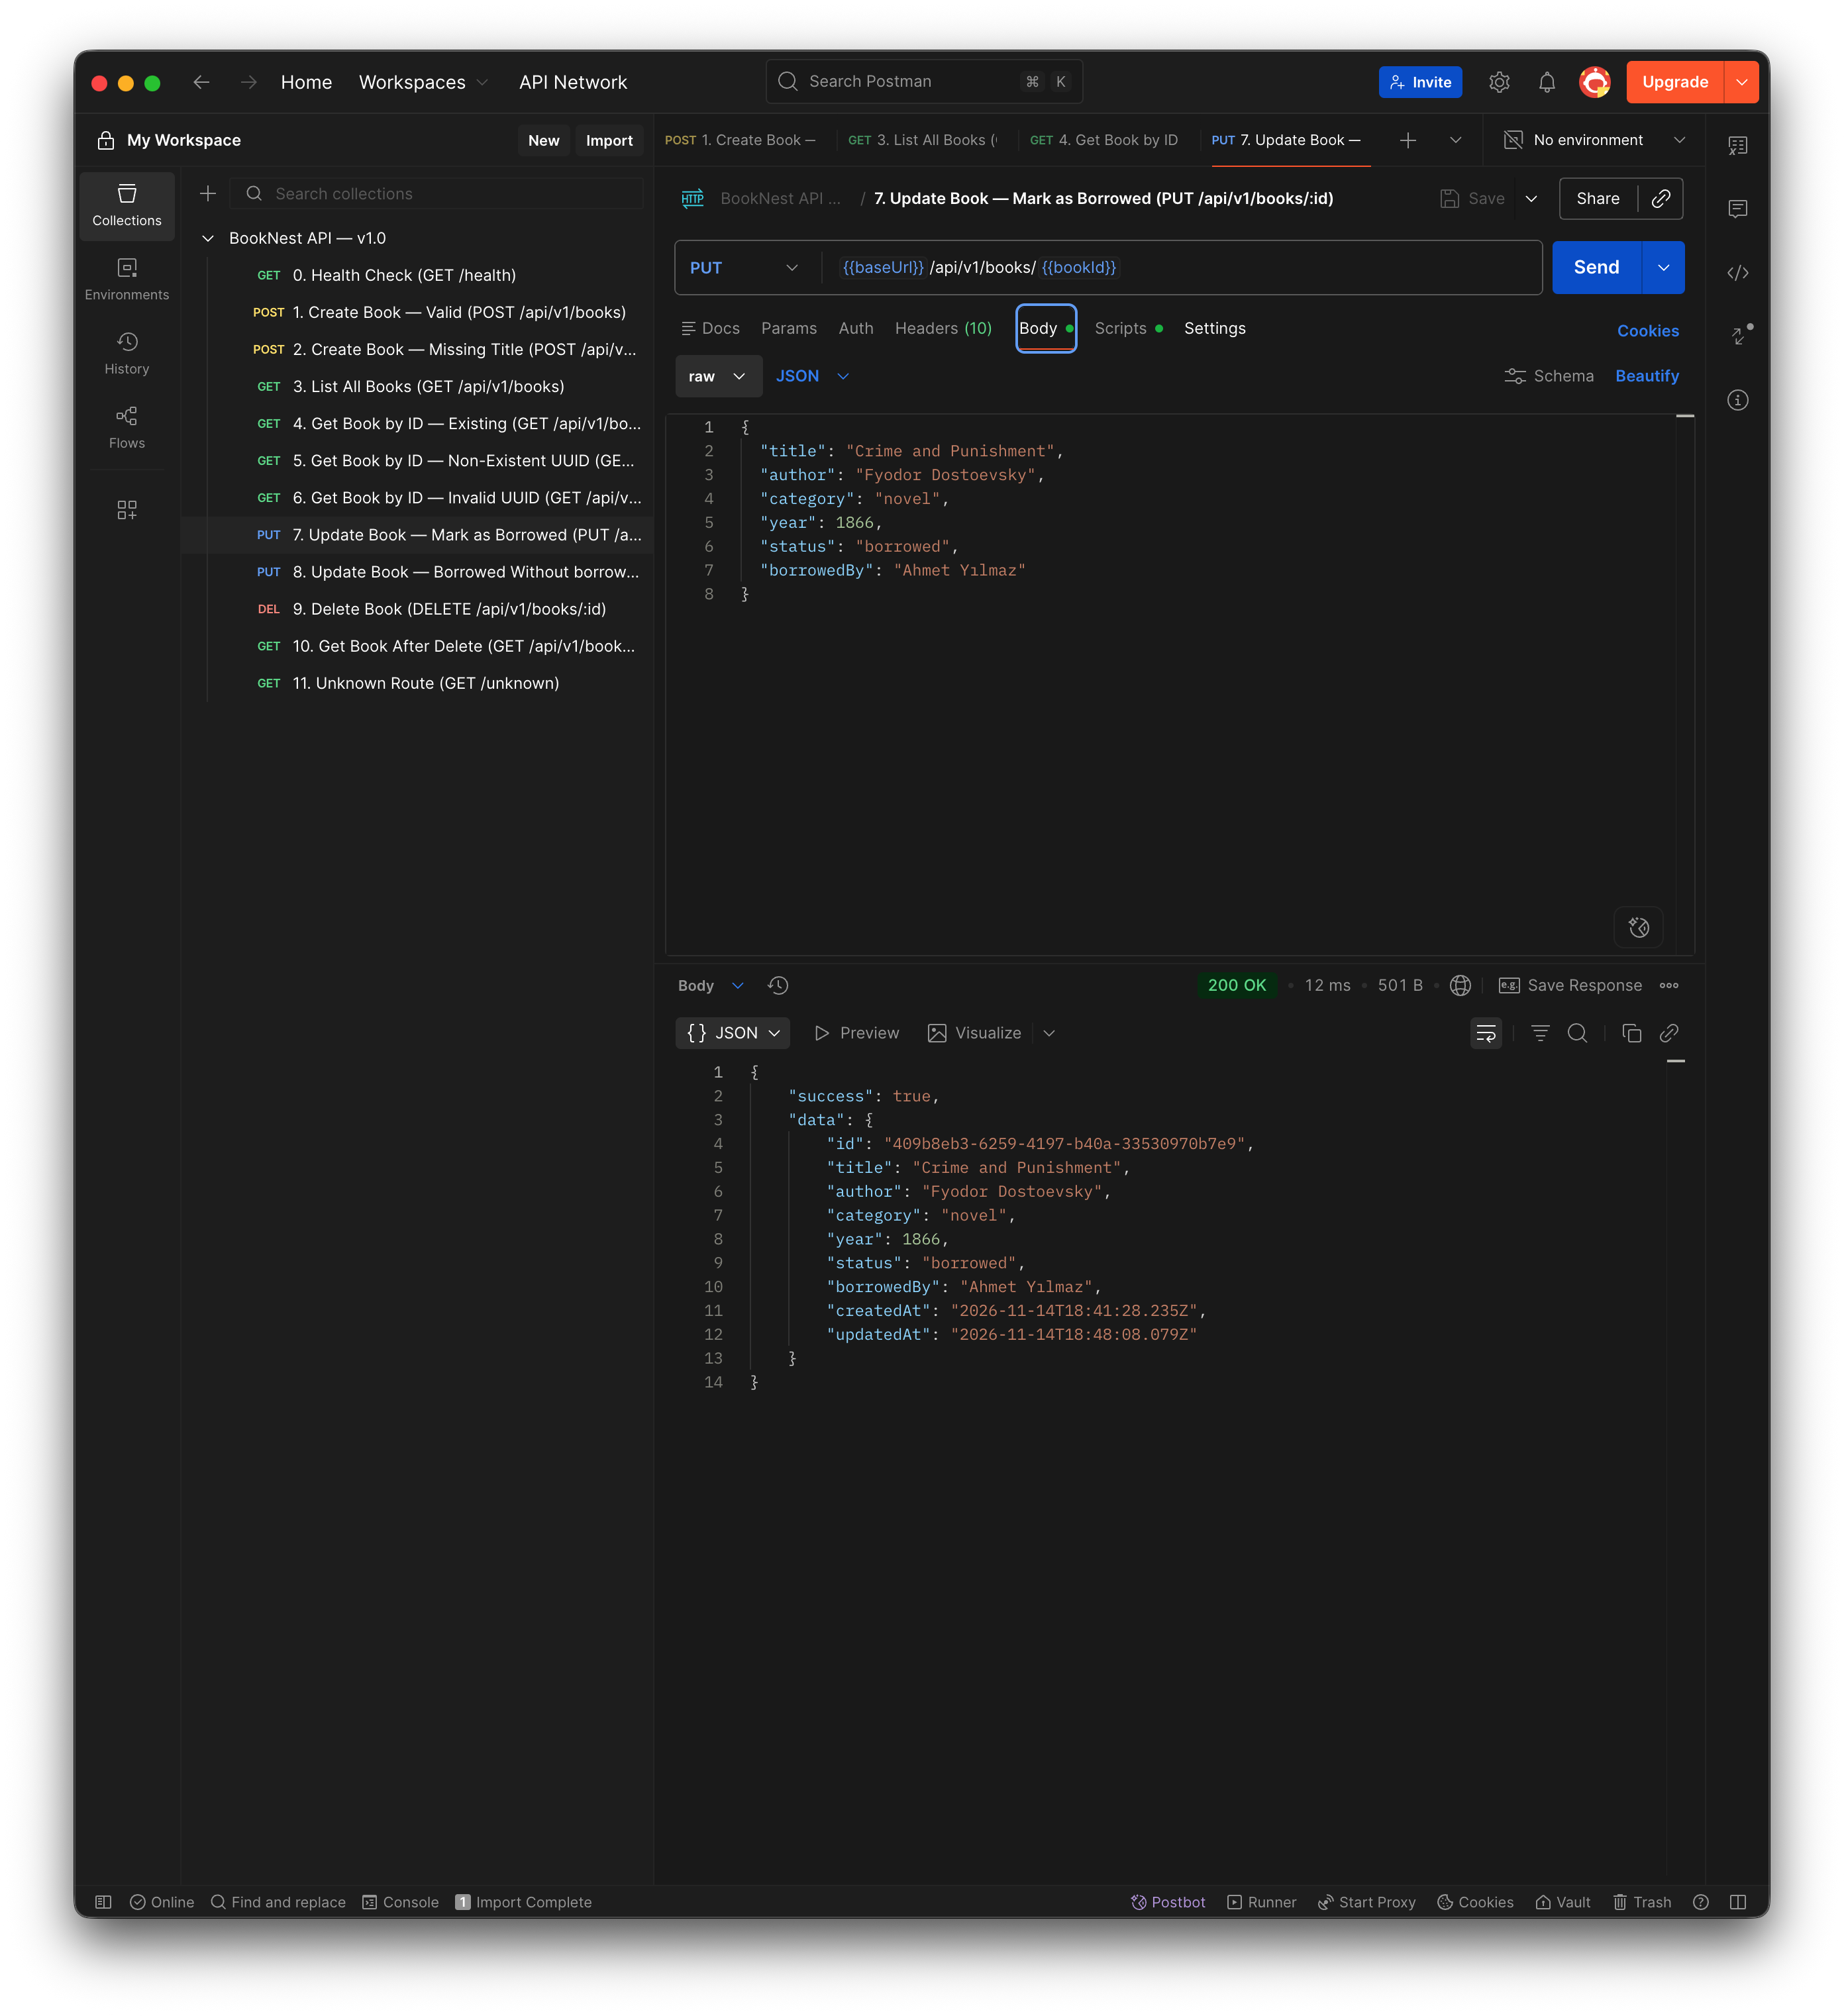 Home Workspaces API Network Search Postman ⌘ K Invite Upgrade
My Workspace New Import
POST 1. Create Book — GET 3. List All Books ( GET 4. Get Book by ID PUT 7. Update Book — No environment
Collections
Environments
History
Flows
Search collections
BookNest API — v1.0
GET 0. Health Check (GET /health)
POST 1. Create Book — Valid (POST /api/v1/books)
POST 2. Create Book — Missing Title (POST /api/v...
GET 3. List All Books (GET /api/v1/books)
GET 4. Get Book by ID — Existing (GET /api/v1/bo...
GET 5. Get Book by ID — Non-Existent UUID (GE...
GET 6. Get Book by ID — Invalid UUID (GET /api/v...
PUT 7. Update Book — Mark as Borrowed (PUT /a...
PUT 8. Update Book — Borrowed Without borrow...
DEL 9. Delete Book (DELETE /api/v1/books/:id)
GET 10. Get Book After Delete (GET /api/v1/book...
GET 11. Unknown Route (GET /unknown)
HTTP BookNest API ... / 7. Update Book — Mark as Borrowed (PUT /api/v1/books/:id) Save Share
PUT {{baseUrl}} /api/v1/books/ {{bookId}} Send
Docs Params Auth Headers (10) Body Scripts Settings Cookies
raw JSON Schema Beautify
1 {
2 "title": "Crime and Punishment",
3 "author": "Fyodor Dostoevsky",
4 "category": "novel",
5 "year": 1866,
6 "status": "borrowed",
7 "borrowedBy": "Ahmet Yılmaz"
8 }
Body 200 OK • 12 ms • 501 B • e.g. Save Response
{} JSON Preview Visualize
1 {
2 "success": true,
3 "data": {
4 "id": "409b8eb3-6259-4197-b40a-33530970b7e9",
5 "title": "Crime and Punishment",
6 "author": "Fyodor Dostoevsky",
7 "category": "novel",
8 "year": 1866,
9 "status": "borrowed",
10 "borrowedBy": "Ahmet Yılmaz",
11 "createdAt": "2026-11-14T18:41:28.235Z",
12 "updatedAt": "2026-11-14T18:48:08.079Z"
13 }
14 }
Online Find and replace Console 1 Import Complete Postbot Runner Start Proxy Cookies Vault Trash